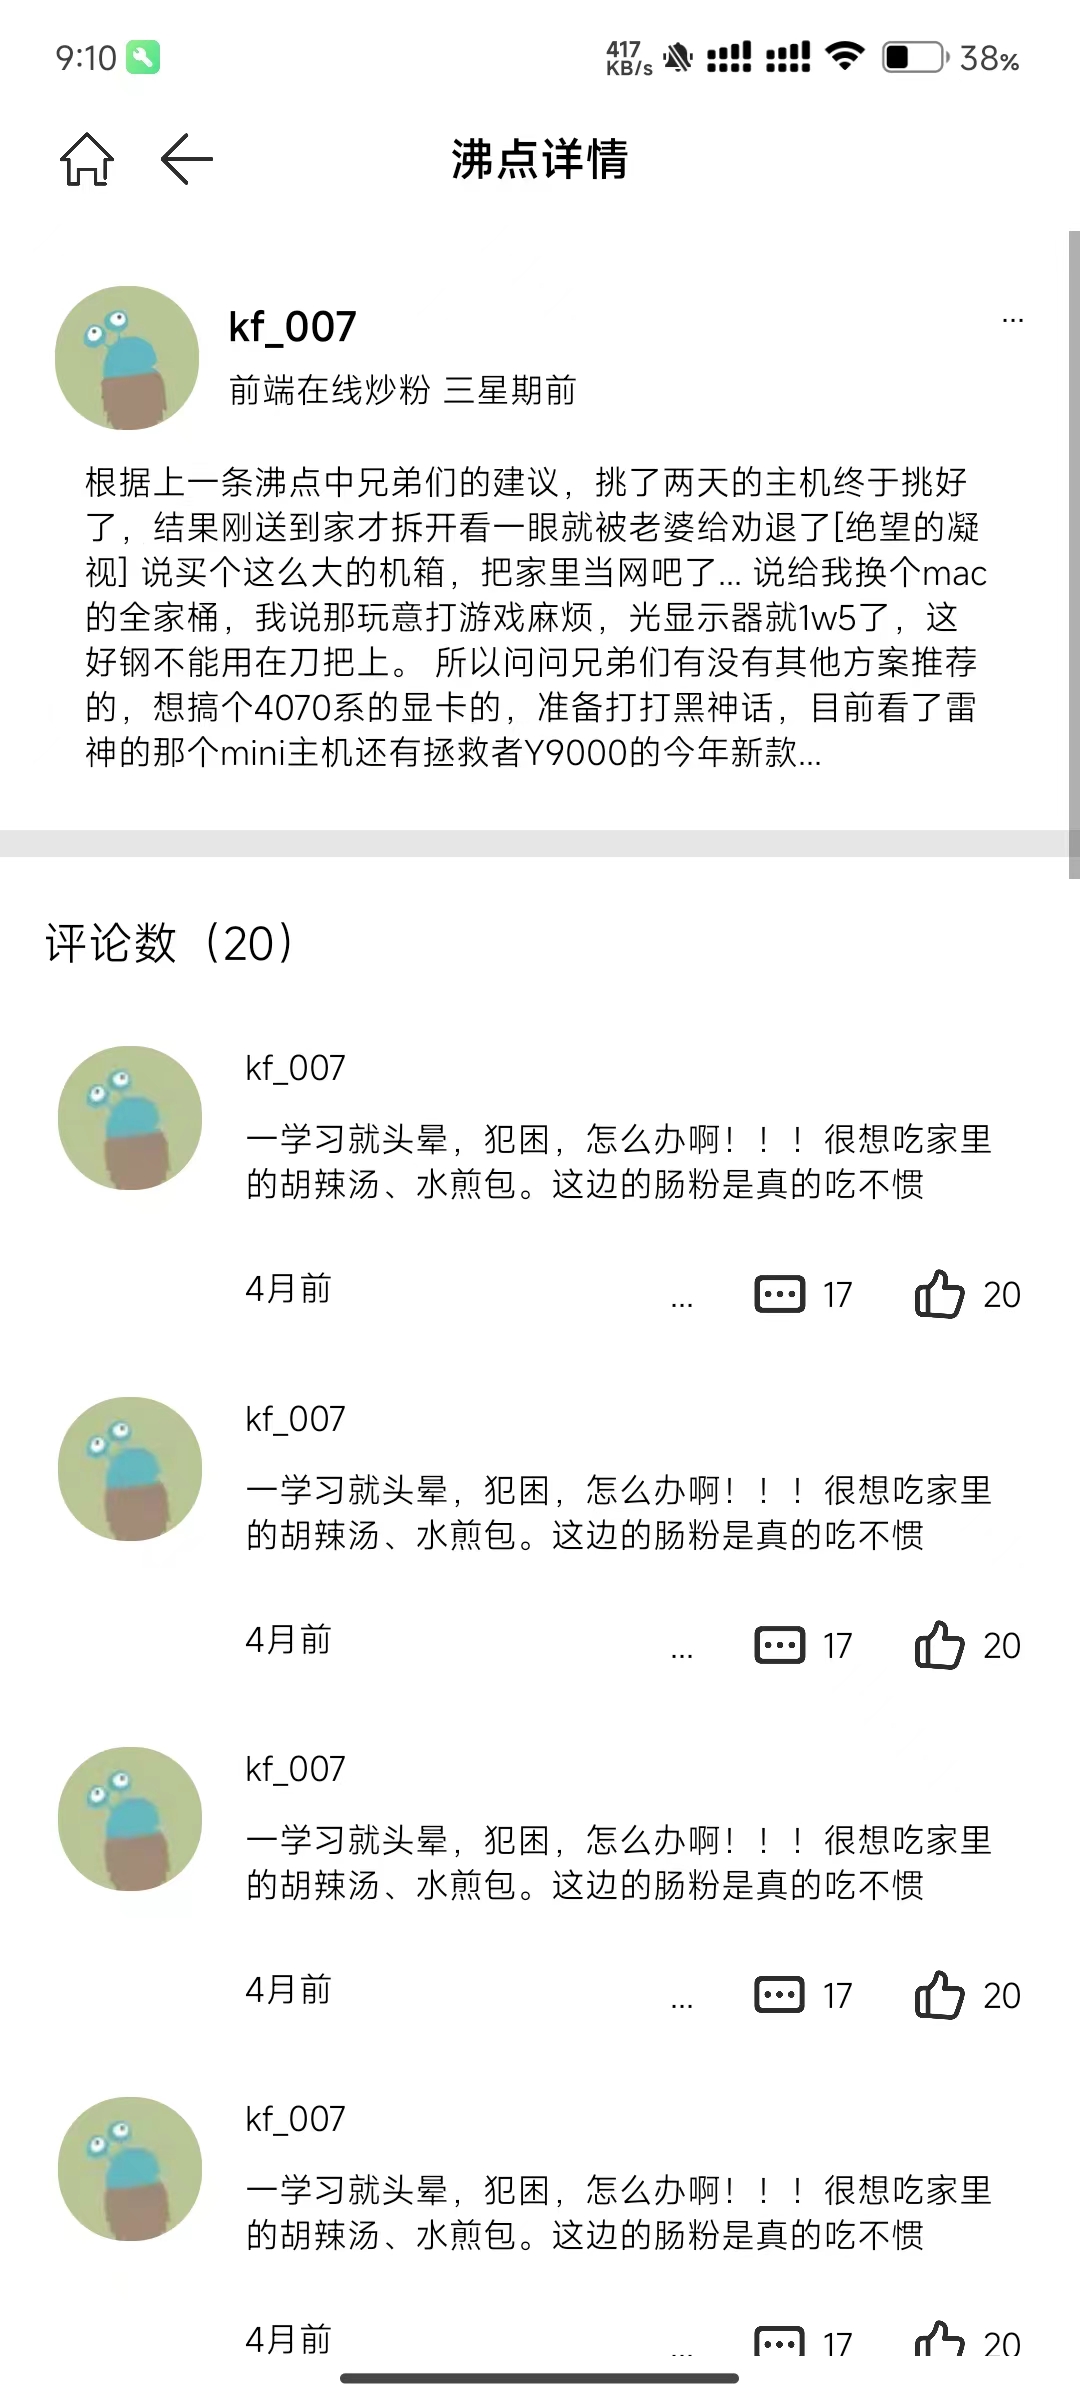 9:10
417
KB/s
38%
沸点详情
kf_007
...
前端在线炒粉 三星期前
根据上一条沸点中兄弟们的建议，挑了两天的主机终于挑好
了，结果刚送到家才拆开看一眼就被老婆给劝退了[绝望的凝
视] 说买个这么大的机箱，把家里当网吧了... 说给我换个mac
的全家桶，我说那玩意打游戏麻烦，光显示器就1w5了，这
好钢不能用在刀把上。 所以问问兄弟们有没有其他方案推荐
的，想搞个4070系的显卡的，准备打打黑神话，目前看了雷
神的那个mini主机还有拯救者Y9000的今年新款...
评论数（20）
kf_007
一学习就头晕，犯困，怎么办啊！！！很想吃家里
的胡辣汤、水煎包。这边的肠粉是真的吃不惯
4月前 ... 17 20
kf_007
一学习就头晕，犯困，怎么办啊！！！很想吃家里
的胡辣汤、水煎包。这边的肠粉是真的吃不惯
4月前 ... 17 20
kf_007
一学习就头晕，犯困，怎么办啊！！！很想吃家里
的胡辣汤、水煎包。这边的肠粉是真的吃不惯
4月前 ... 17 20
kf_007
一学习就头晕，犯困，怎么办啊！！！很想吃家里
的胡辣汤、水煎包。这边的肠粉是真的吃不惯
4月前 ... 17 20